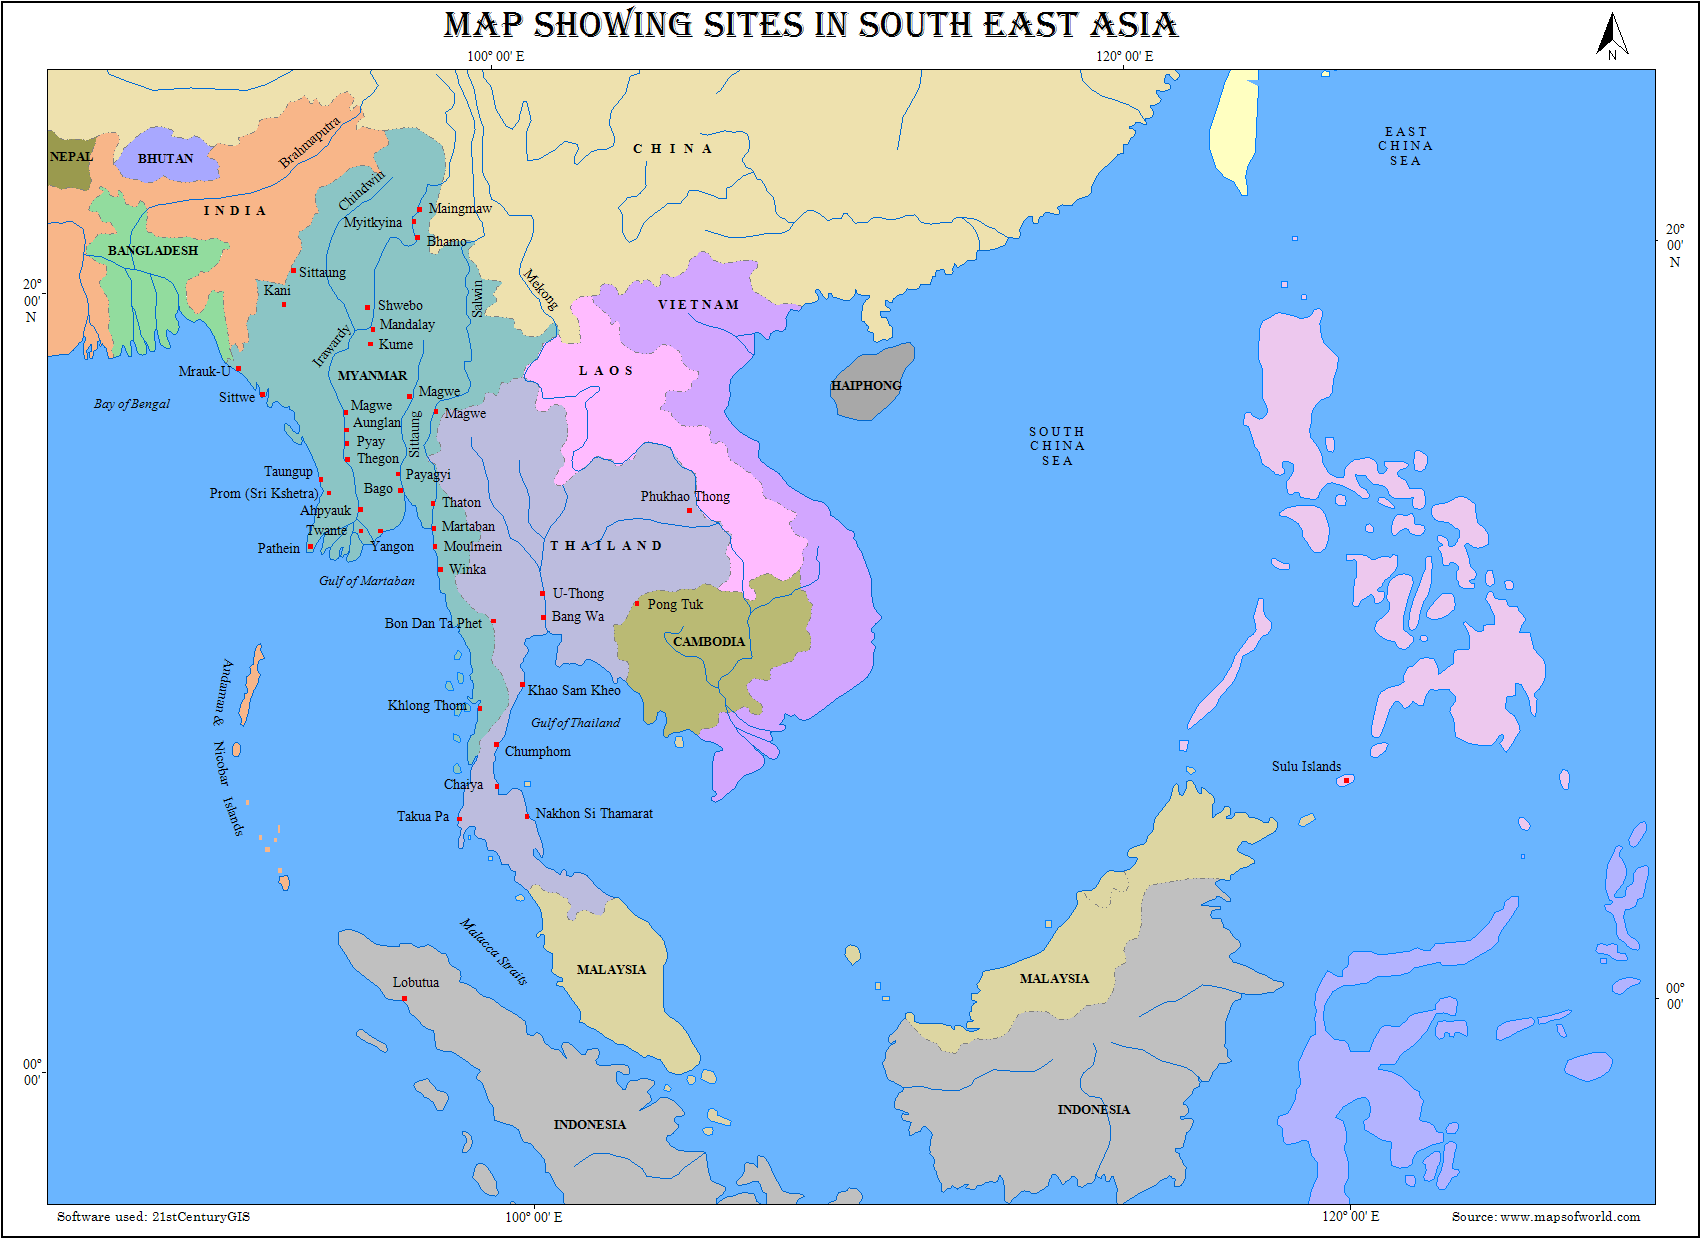 MAP SHOWING SITES IN SOUTH EAST ASIA
N
100° 00' E
120° 00' E
EAST
CHINA
SEA
NEPAL
BHUTAN
Brahmaputra
CHINA
Chindwin
INDIA
Maingmaw
Myitkyina
Bhamo
BANGLADESH
20°
00'
N
20°
00'
N
Sittaung
Kani
Mekong
Salwin
Shwebo
VIETNAM
Mandalay
Irawardy
Kume
Mrauk-U
MYANMAR
LAOS
HAIPHONG
Sittwe
Bay of Bengal
Magwe
Magwe
Magwe
Aunglan
Sittaung
Pyay
Thegon
SOUTH
CHINA
SEA
Taungup
Payagyi
Prom (Sri Kshetra)
Bago
Phukhao Thong
Ahpyauk
Thaton
Twante
Martaban
Pathein
Yangon
Moulmein
THAILAND
Gulf of Martaban
Winka
U-Thong
Pong Tuk
Bon Dan Ta Phet
Bang Wa
CAMBODIA
Andaman &
Nicobar
Islands
Khao Sam Kheo
Khlong Thom
Gulf of Thailand
Chumphom
Sulu Islands
Chaiya
Takua Pa
Nakhon Si Thamarat
Malacca Straits
MALAYSIA
MALAYSIA
Lobutua
00°
00'
00°
00'
INDONESIA
INDONESIA
Software used: 21stCenturyGIS
100° 00' E
120° 00' E
Source: www.mapsofworld.com